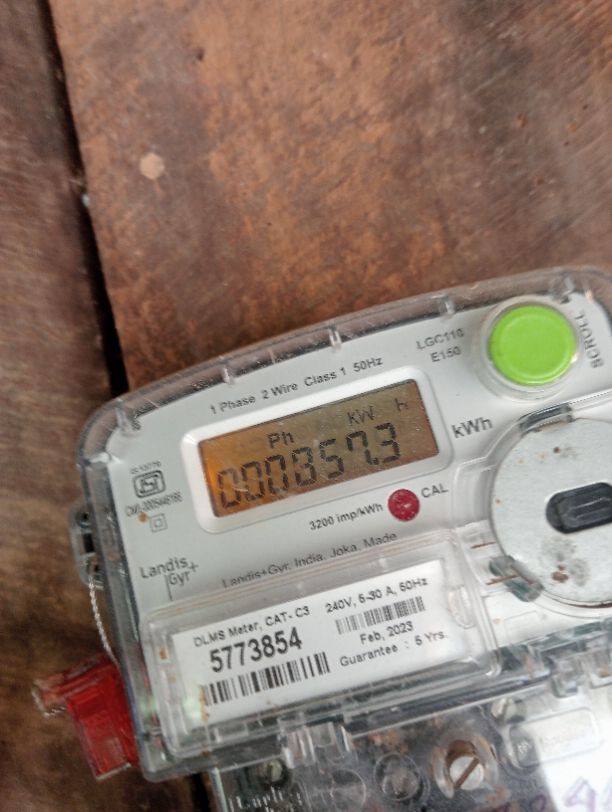 LGC110
E150
SCROLL
1 Phase 2 Wire Class 1 50Hz
Ph kW h
000857.3
kWh
IS 13779
3200 imp/kWh
CAL
Landis
Gyr+
Landis+Gyr, India, Joka, Made
DLMS Meter, CAT- C3
240V, 5-30 A, 50Hz
5773854
Feb, 2023
Guarantee : 5 Yrs.